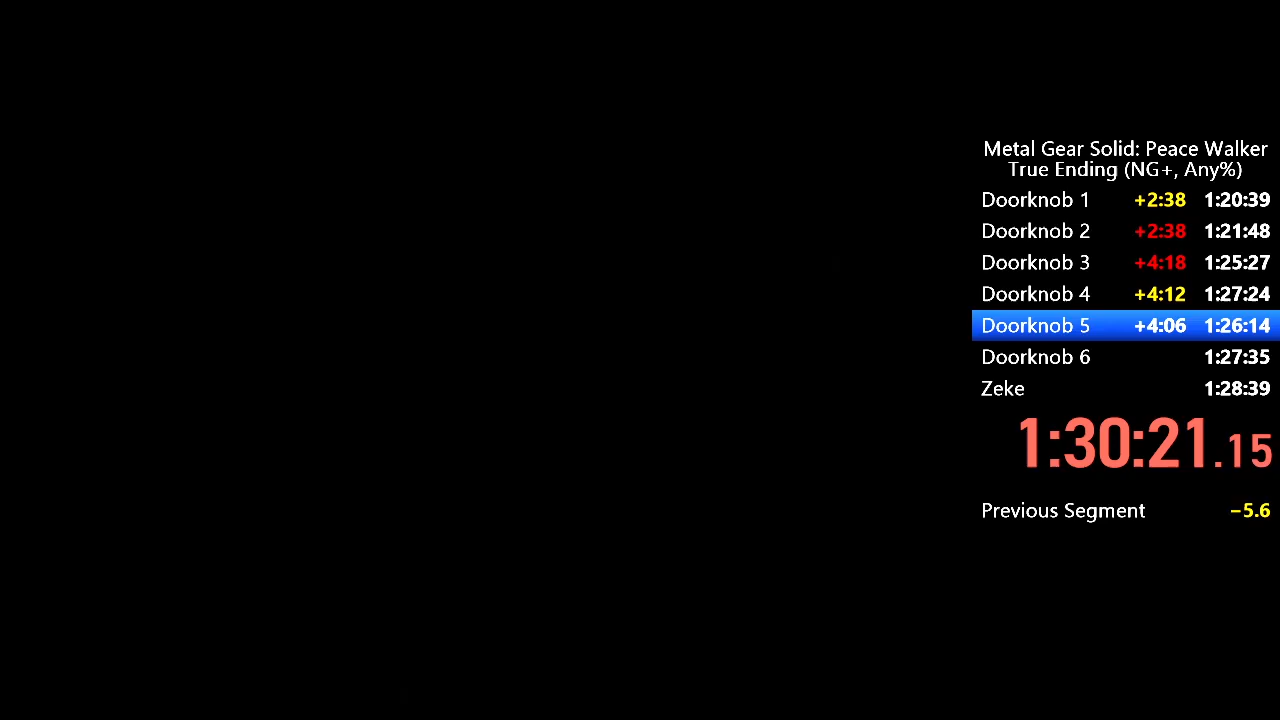 Metal Gear Solid: Peace Walker
True Ending (NG+, Any%)
Doorknob 1 +2:38 1:20:39
Doorknob 2 +2:38 1:21:48
Doorknob 3 +4:18 1:25:27
Doorknob 4 +4:12 1:27:24
Doorknob 5 +4:06 1:26:14
Doorknob 6 1:27:35
Zeke 1:28:39
1:30:21.15
Previous Segment −5.6